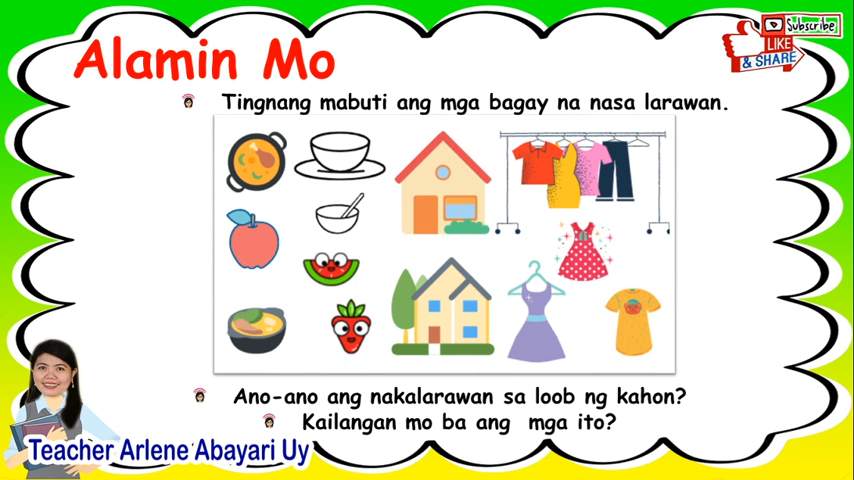 Subscribe
LIKE
& SHARE
Alamin Mo
Tingnang mabuti ang mga bagay na nasa larawan.
Ano-ano ang nakalarawan sa loob ng kahon?
Kailangan mo ba ang mga ito?
Teacher Arlene Abayari Uy